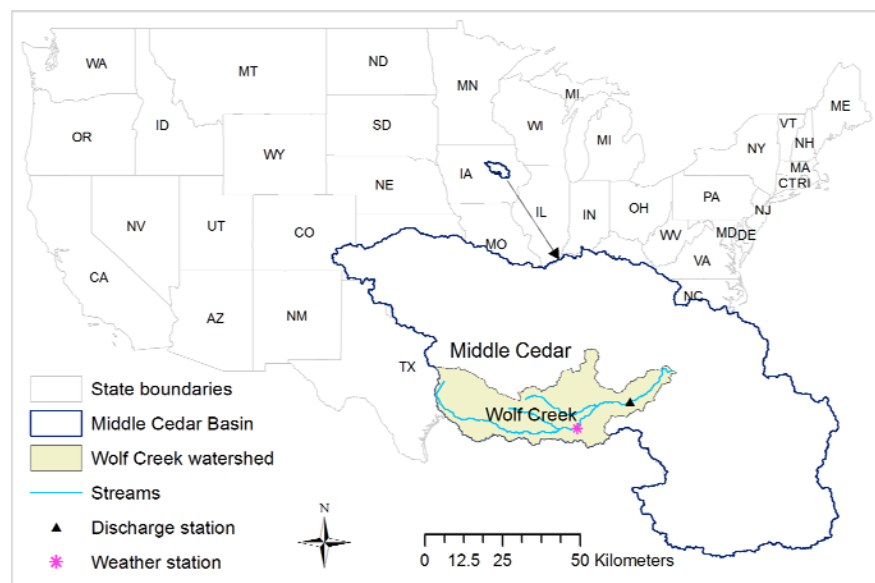 WA
MT
ND
MN
MI
ME
OR
ID
SD
WI
VT
NH
NY
WY
MI
MA
IA
CTRI
NE
PA
NV
UT
IL
IN
OH
NJ
CO
MD
DE
MO
WV
VA
CA
NC
AZ
NM
TX
Middle Cedar
Wolf Creek
State boundaries
Middle Cedar Basin
Wolf Creek watershed
Streams
Discharge station
Weather station
N
0 12.5 25 50 Kilometers